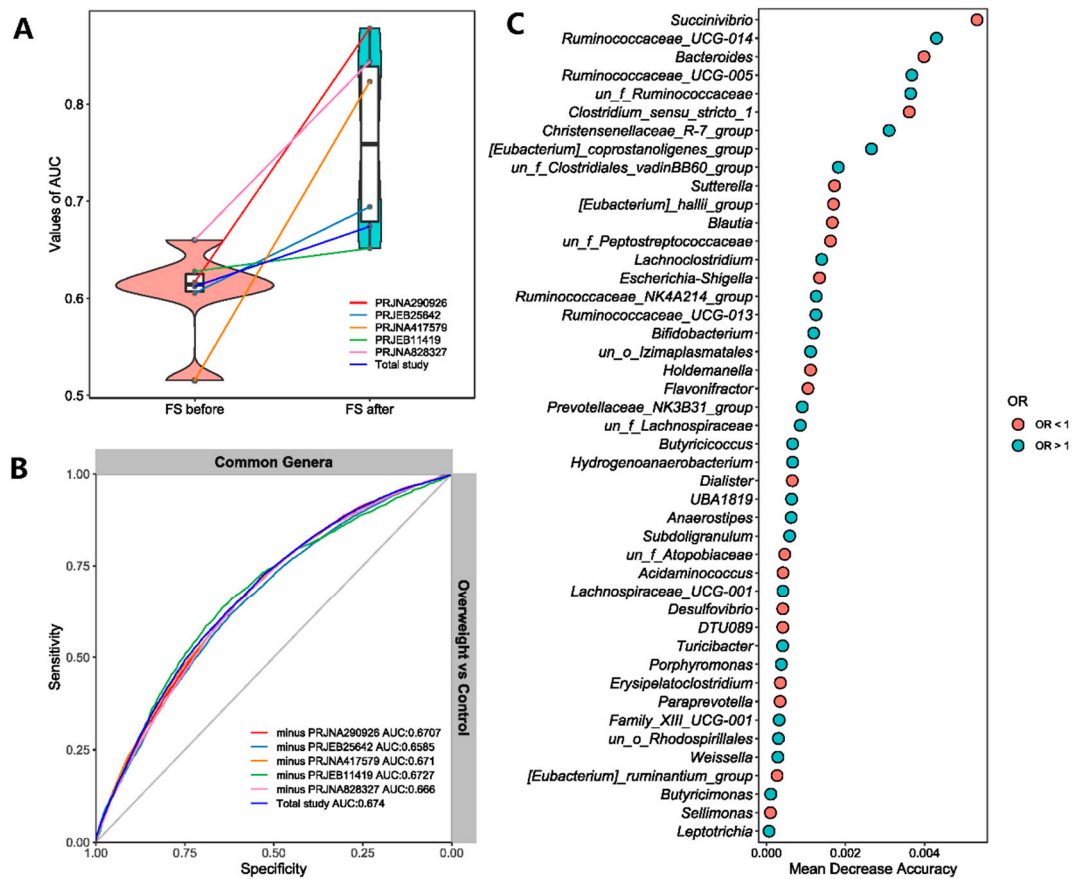 A
Values of AUC
0.8
0.7
0.6
0.5
PRJNA290926
PRJEB25642
PRJNA417579
PRJEB11419
PRJNA828327
Total study
FS before
FS after
B
Common Genera
Overweight vs Control
Sensitivity
1.00
0.75
0.50
0.25
0.00
minus PRJNA290926 AUC:0.6707
minus PRJEB25642 AUC:0.6585
minus PRJNA417579 AUC:0.671
minus PRJEB11419 AUC:0.6727
minus PRJNA828327 AUC:0.666
Total study AUC:0.674
1.00
0.75
0.50
0.25
0.00
Specificity
C
Succinivibrio
Ruminococcaceae_UCG-014
Bacteroides
Ruminococcaceae_UCG-005
un_f_Ruminococcaceae
Clostridium_sensu_stricto_1
Christensenellaceae_R-7_group
[Eubacterium]_coprostanoligenes_group
un_f_Clostridiales_vadinBB60_group
Sutterella
[Eubacterium]_hallii_group
Blautia
un_f_Peptostreptococcaceae
Lachnoclostridium
Escherichia-Shigella
Ruminococcaceae_NK4A214_group
Ruminococcaceae_UCG-013
Bifidobacterium
un_o_Izimaplasmatales
Holdemanella
Flavonifractor
Prevotellaceae_NK3B31_group
un_f_Lachnospiraceae
Butyricicoccus
Hydrogenoanaerobacterium
Dialister
UBA1819
Anaerostipes
Subdoligranulum
un_f_Atopobiaceae
Acidaminococcus
Lachnospiraceae_UCG-001
Desulfovibrio
DTU089
Turicibacter
Porphyromonas
Erysipelatoclostridium
Paraprevotella
Family_XIII_UCG-001
un_o_Rhodospirillales
Weissella
[Eubacterium]_ruminantium_group
Butyricimonas
Sellimonas
Leptotrichia
0.000
0.002
0.004
Mean Decrease Accuracy
OR
OR < 1
OR > 1